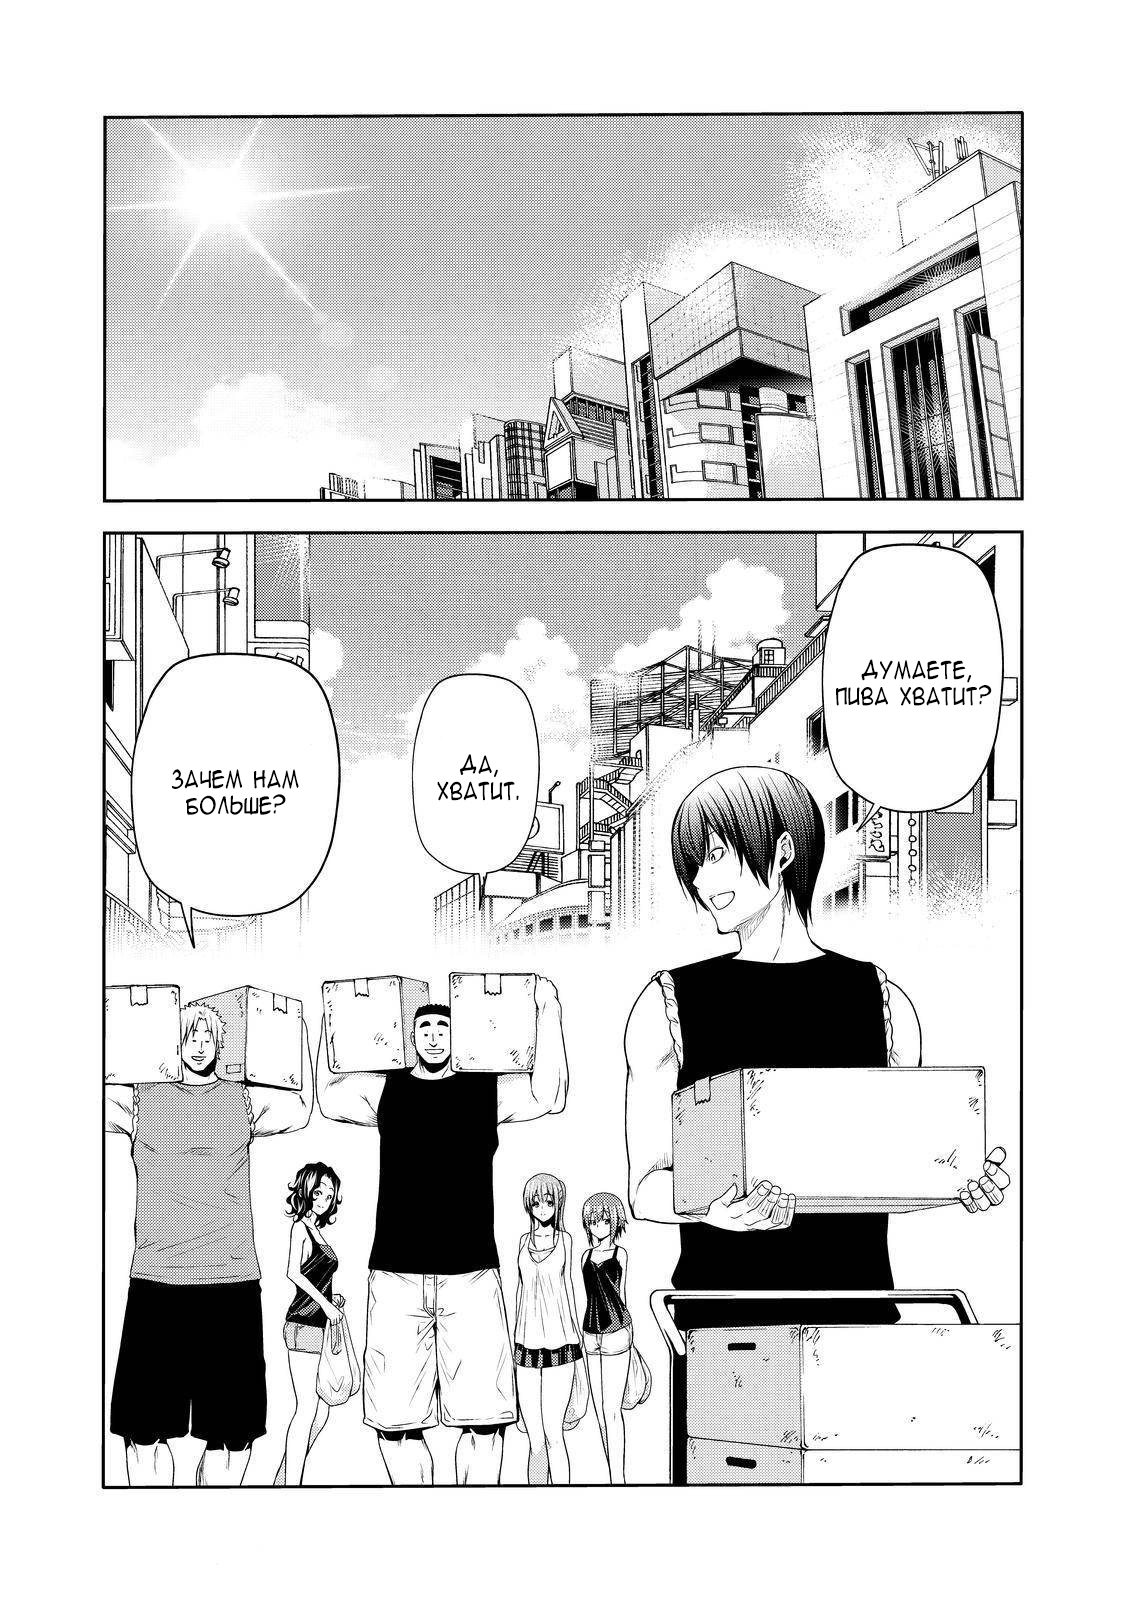 ДУМАЕТЕ,
ПИВА ХВАТИТ?
ДА,
ХВАТИТ.
ЗАЧЕМ НАМ
БОЛЬШЕ?